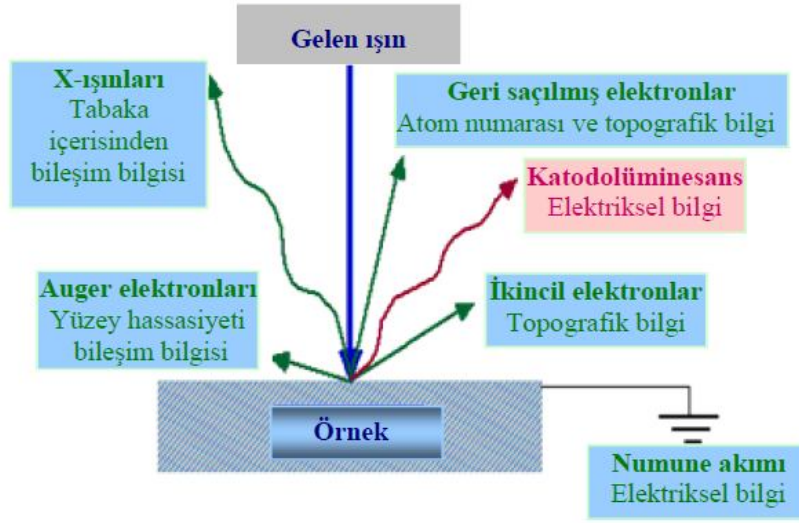 Gelen ışın
X-ışınları
Tabaka
içerisinden
bileşim bilgisi
Geri saçılmış elektronlar
Atom numarası ve topografik bilgi
Katodolüminesans
Elektriksel bilgi
Auger elektronları
Yüzey hassasiyeti
bileşim bilgisi
İkincil elektronlar
Topografik bilgi
Örnek
Numune akımı
Elektriksel bilgi